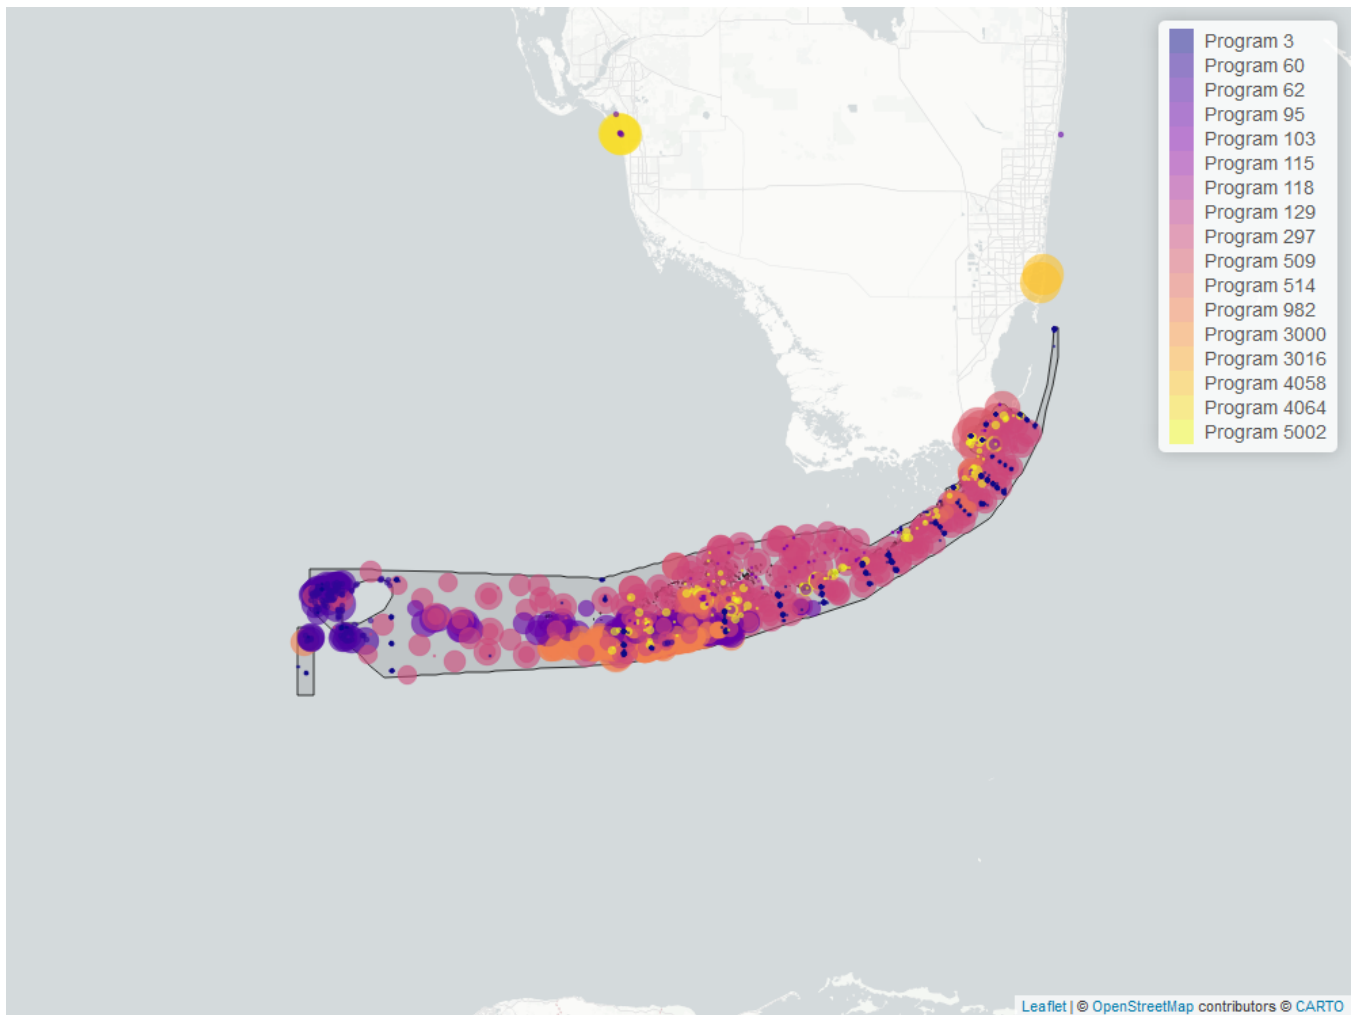 Program 3
Program 60
Program 62
Program 95
Program 103
Program 115
Program 118
Program 129
Program 297
Program 509
Program 514
Program 982
Program 3000
Program 3016
Program 4058
Program 4064
Program 5002
Leaflet | © OpenStreetMap contributors © CARTO